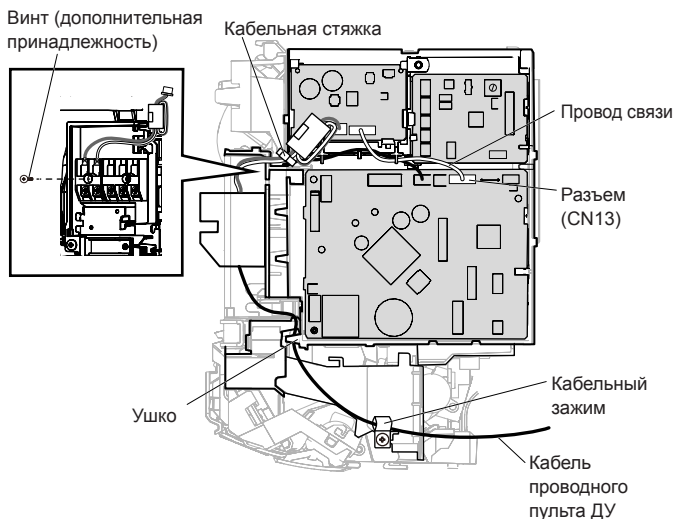 Винт (дополнительная
принадлежность)
Кабельная стяжка
Провод связи
Разъем
(CN13)
Ушко
Кабельный
зажим
Кабель
проводного
пульта ДУ